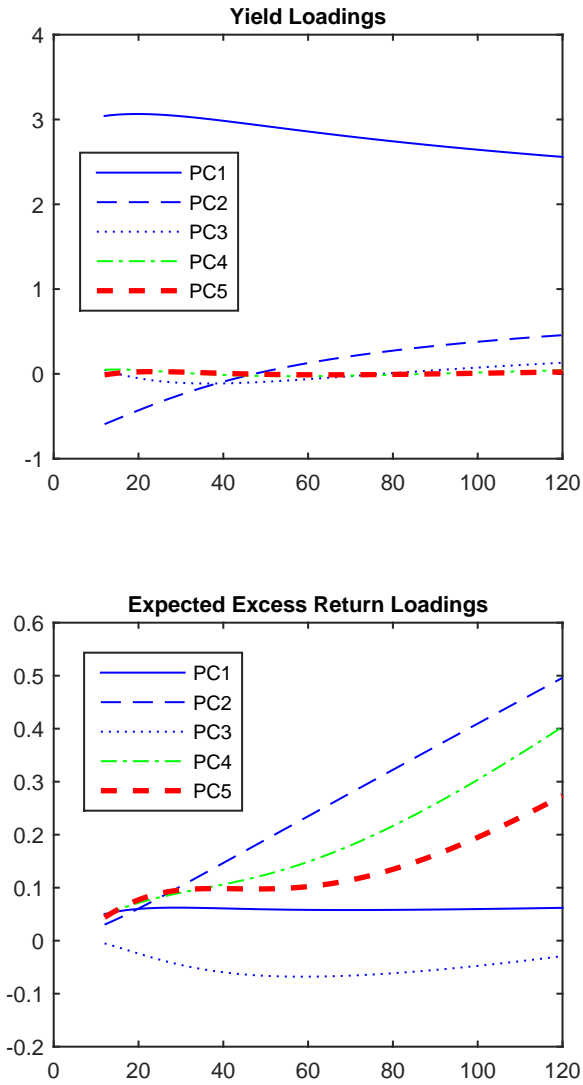 Yield Loadings
4
3
2
1
0
-1
PC1
PC2
PC3
PC4
PC5
0 20 40 60 80 100 120
Expected Excess Return Loadings
0.6
0.5
0.4
0.3
0.2
0.1
0
-0.1
-0.2
PC1
PC2
PC3
PC4
PC5
0 20 40 60 80 100 120